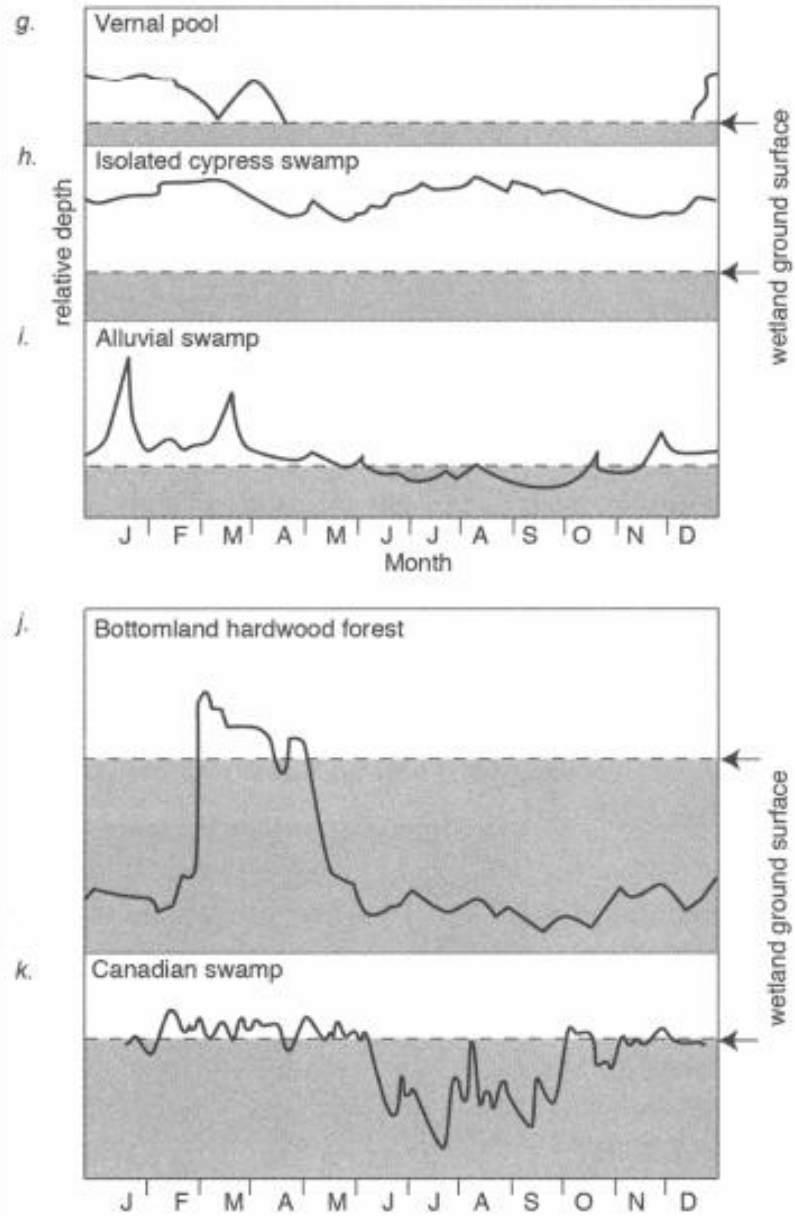 g.
Vernal pool
h.
Isolated cypress swamp
i.
Alluvial swamp
relative depth
wetland ground surface
J F M A M J J A S O N D
Month
j.
Bottomland hardwood forest
k.
Canadian swamp
wetland ground surface
J F M A M J J A S O N D